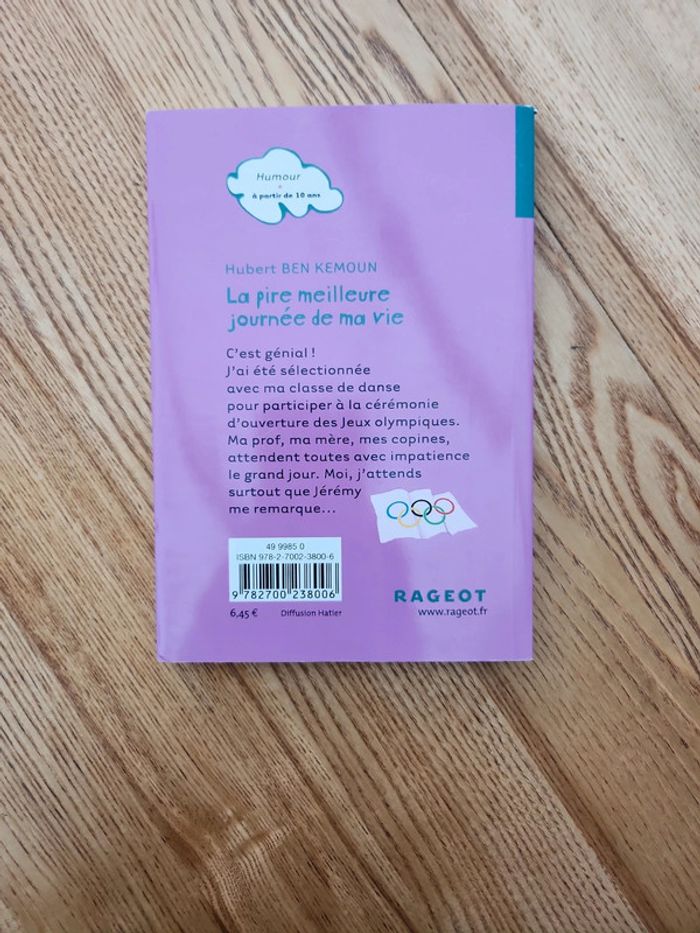 Humour
à partir de 10 ans
Hubert BEN KEMOUN
La pire meilleure
journée de ma vie
C'est génial !
J'ai été sélectionnée
avec ma classe de danse
pour participer à la cérémonie
d'ouverture des Jeux olympiques.
Ma prof, ma mère, mes copines,
attendent toutes avec impatience
le grand jour. Moi, j'attends
surtout que Jérémy
me remarque...
49 9985 0
ISBN 978-2-7002-3800-6
9 782700 238006
6,45 €
Diffusion Hatier
RAGEOT
www.rageot.fr